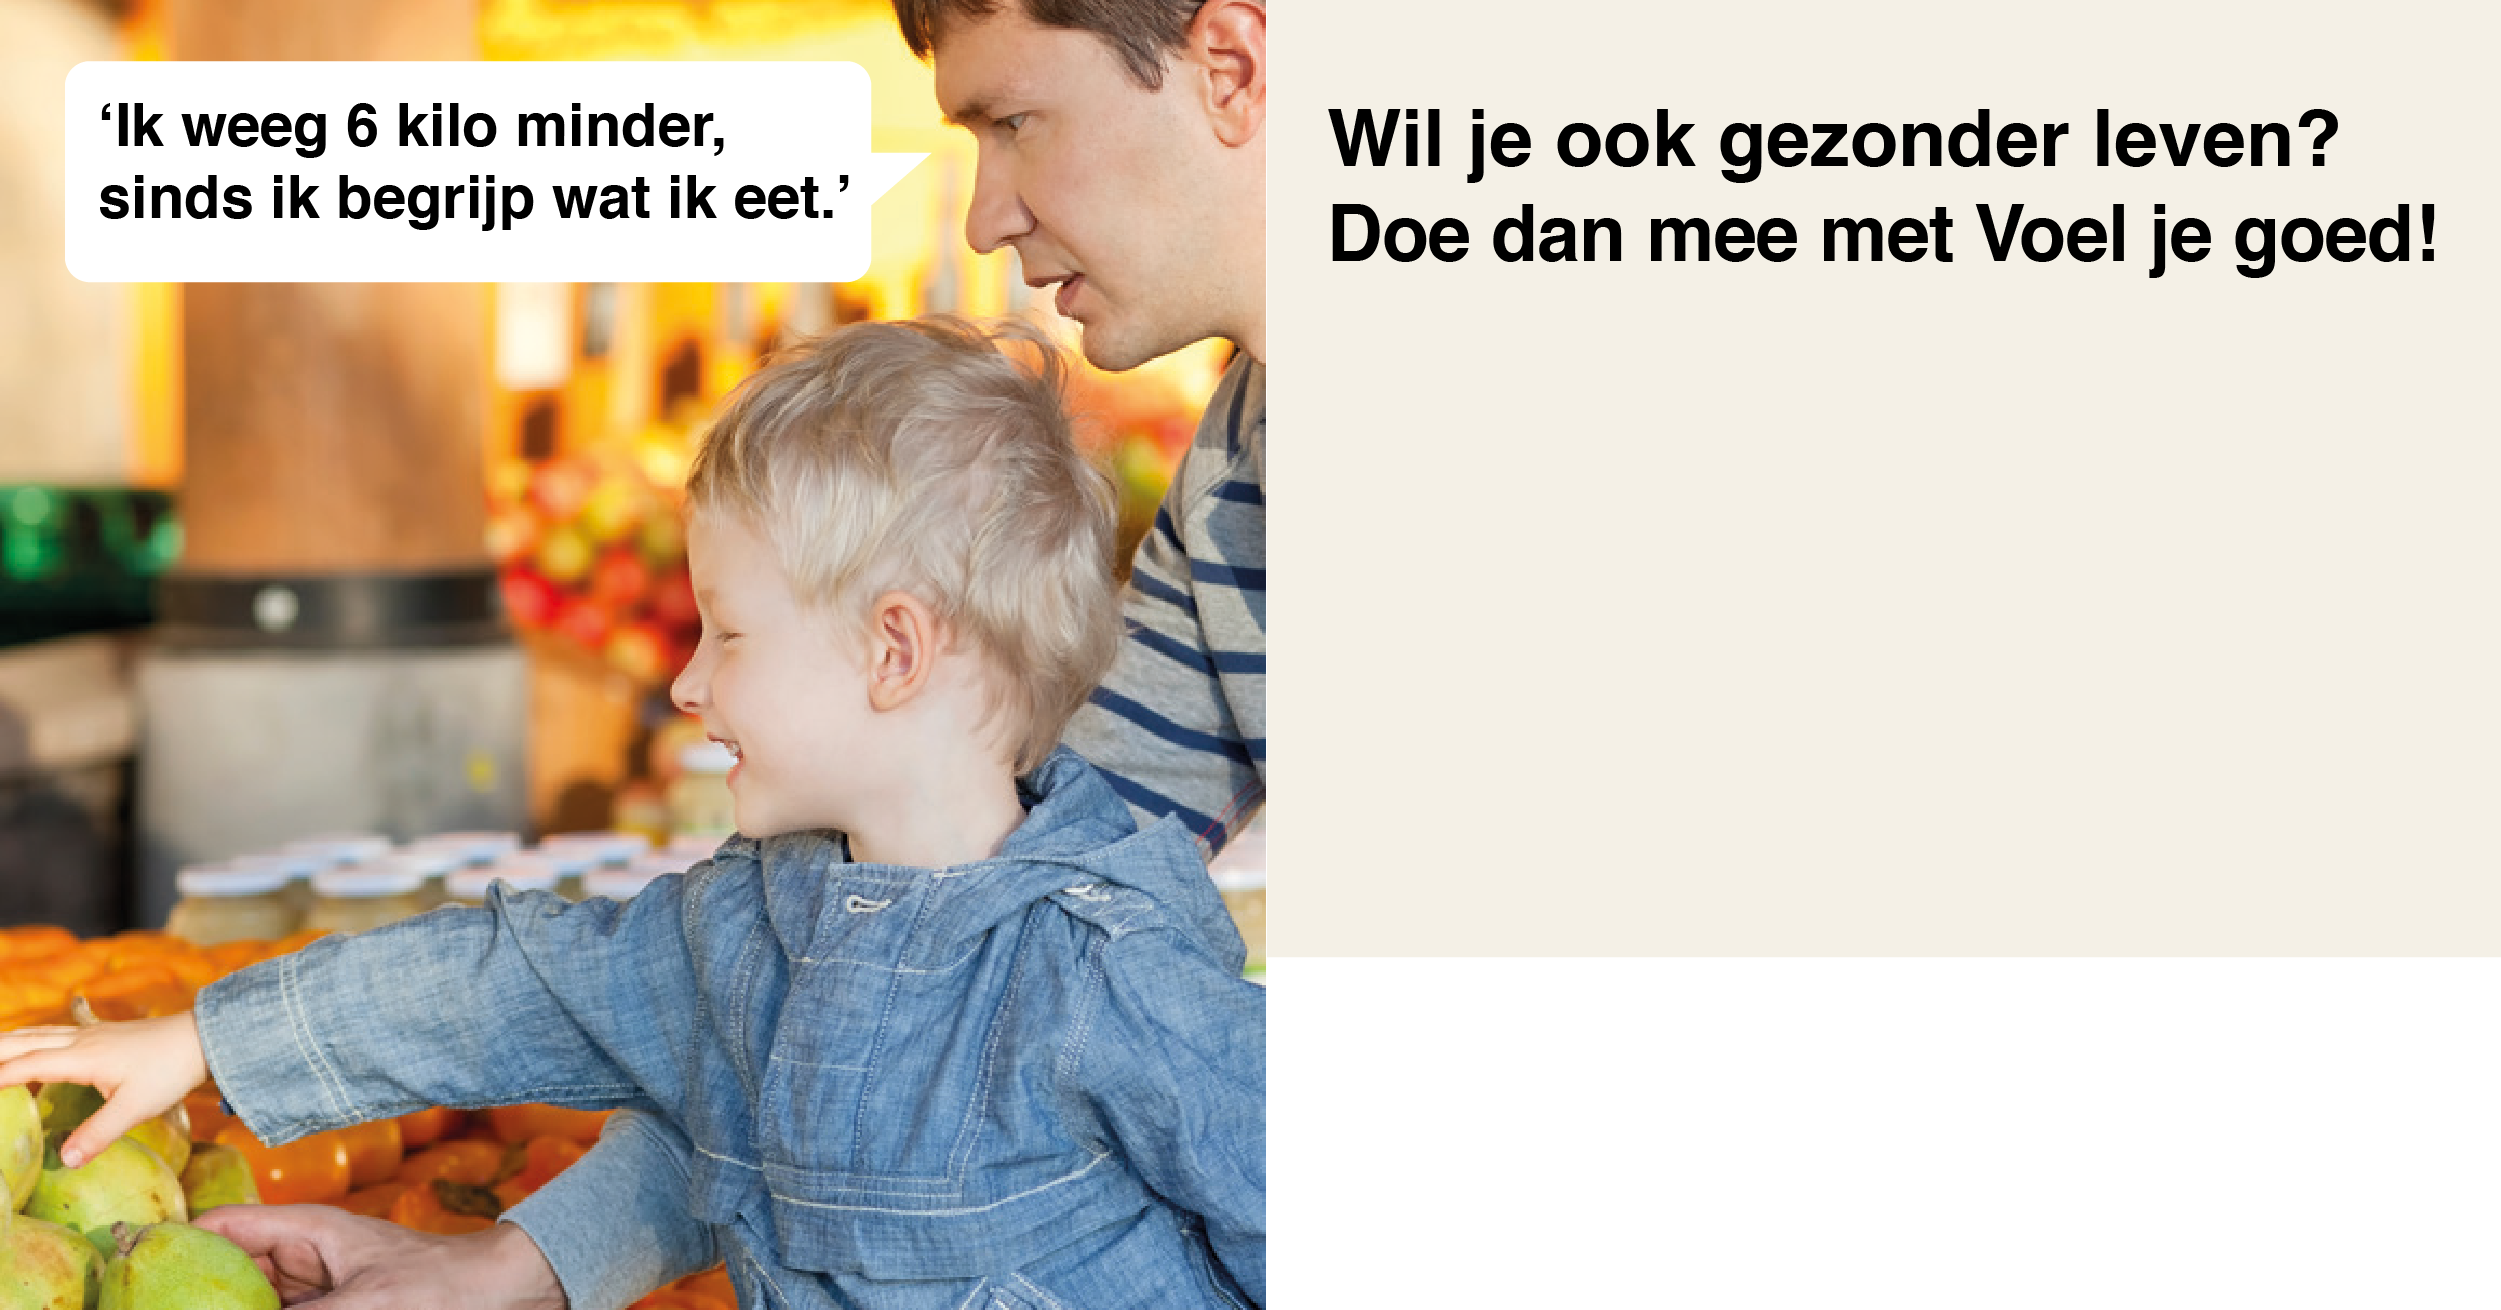 ‘Ik weeg 6 kilo minder,
sinds ik begrijp wat ik eet.’
Wil je ook gezonder leven?
Doe dan mee met Voel je goed!